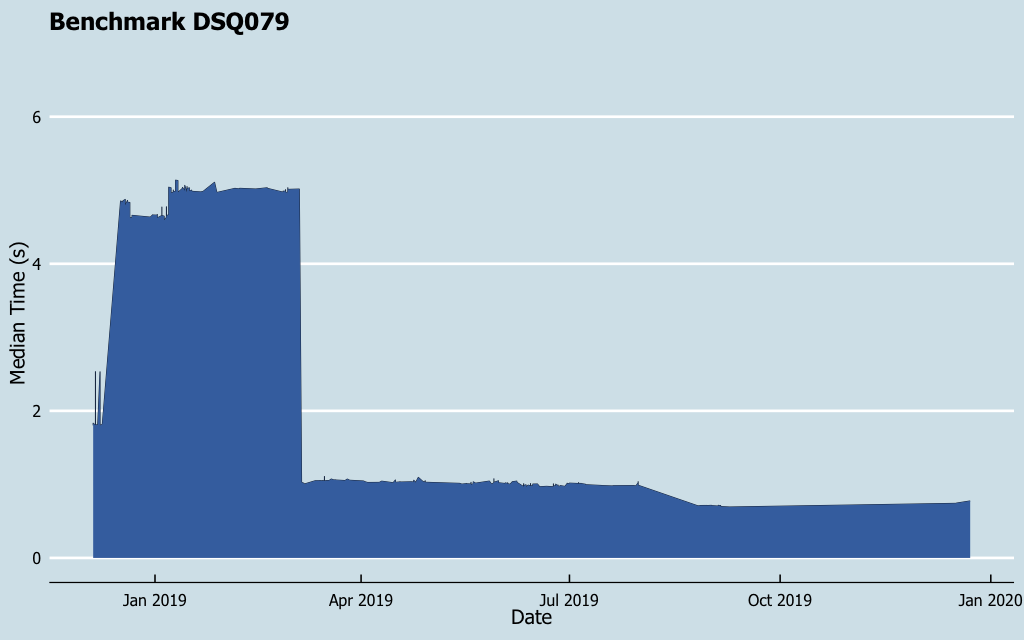 Benchmark DSQ079
Median Time (s)
6
4
2
0
Jan 2019
Apr 2019
Jul 2019
Oct 2019
Jan 2020
Date